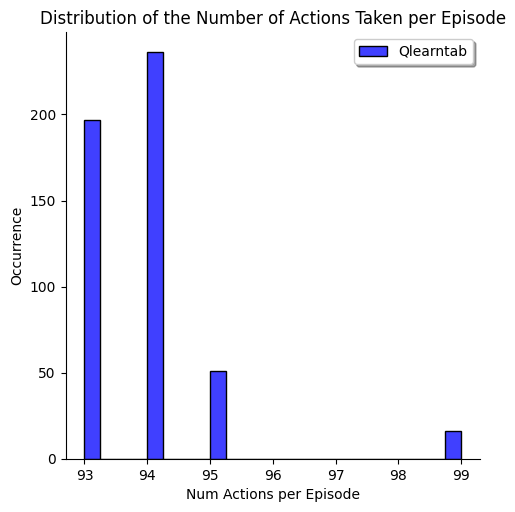 Distribution of the Number of Actions Taken per Episode
Qlearntab
200
150
100
50
0
Occurrence
93 94 95 96 97 98 99
Num Actions per Episode